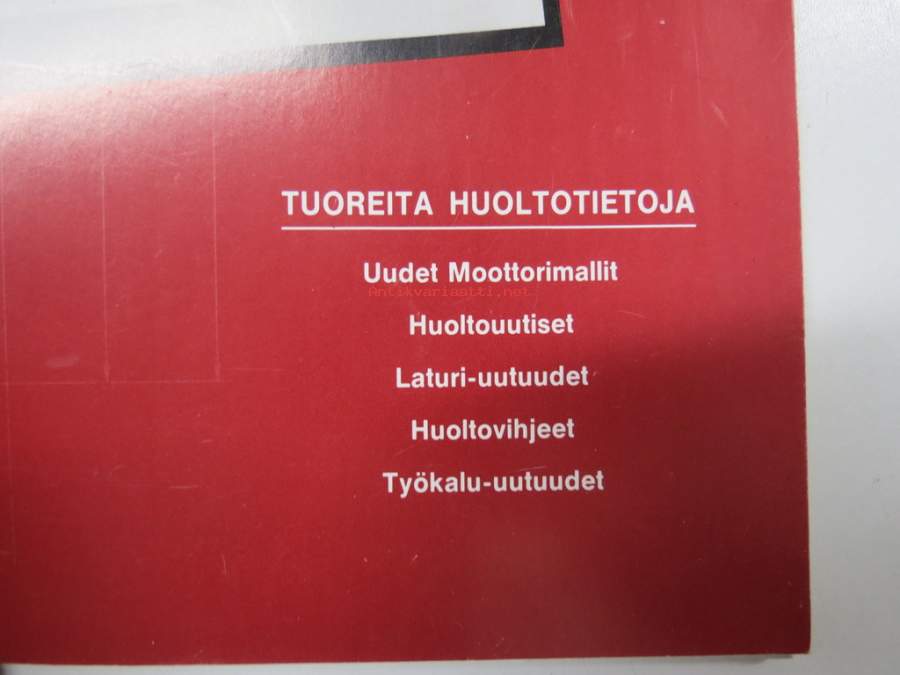 TUOREITA HUOLTOTIETOJA
Uudet Moottorimallit
Antikvariaatti.net
Huoltouutiset
Laturi-uutuudet
Huoltovihjeet
Työkalu-uutuudet